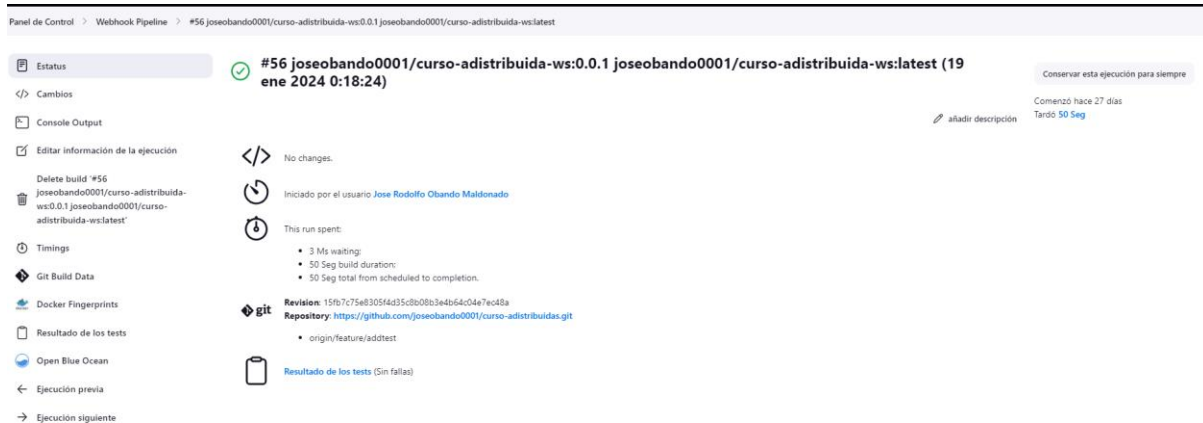 Panel de Control > Webhook Pipeline > #56 joseobando0001/curso-adistribuida-ws:0.0.1 joseobando0001/curso-adistribuida-ws:latest
Estatus
</> Cambios
Console Output
Editar información de la ejecución
Delete build '#56
joseobando0001/curso-adistribuida-
ws:0.0.1 joseobando0001/curso-
adistribuida-ws:latest'
Timings
Git Build Data
Docker Fingerprints
Resultado de los tests
Open Blue Ocean
Ejecución previa
Ejecución siguiente
#56 joseobando0001/curso-adistribuida-ws:0.0.1 joseobando0001/curso-adistribuida-ws:latest (19
ene 2024 0:18:24)
añadir descripción
Conservar esta ejecución para siempre
Comenzó hace 27 días
Tardó 50 Seg
</> No changes.
Iniciado por el usuario Jose Rodolfo Obando Maldonado
This run spent:
• 3 Ms waiting;
• 50 Seg build duration;
• 50 Seg total from scheduled to completion.
git
Revision: 15fb7c75e8305f4d35c8b08b3e4b64c04e7ec48a
Repository: https://github.com/joseobando0001/curso-adistribuidas.git
• origin/feature/addtest
Resultado de los tests (Sin fallas)